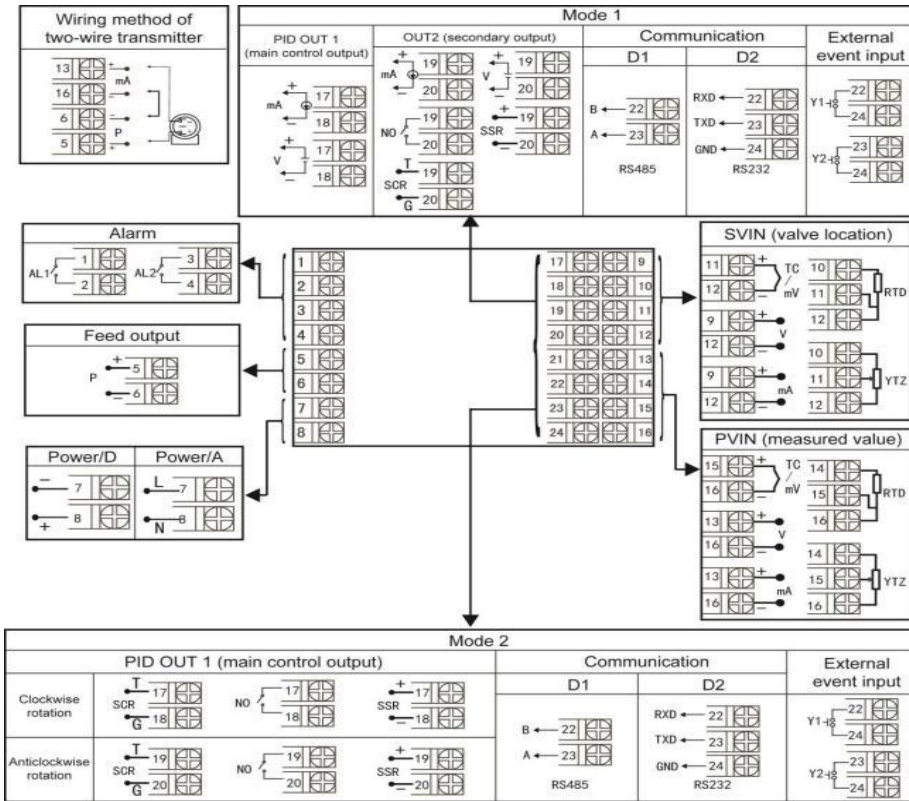 Wiring method of
two-wire transmitter
13 + mA
16 −
6 − P
5 +
Mode 1
PID OUT 1
(main control output)
OUT2 (secondary output)
Communication
D1
D2
External
event input
mA + 17
− 18
V + 17
− 18
mA + 19
− 20
V + 19
− 20
NO 19
20
SSR + 19
− 20
SCR T 19
G 20
B 22
A 23
RS485
RXD 22
TXD 23
GND 24
RS232
Y1 22
24
Y2 23
24
Alarm
AL1 1
2
AL2 3
4
Feed output
P + 5
− 6
Power/D
Power/A
− 7
+ 8
L 7
N 8
1
2
3
4
5
6
7
8
17 9
18 10
19 11
20 12
21 13
22 14
23 15
24 16
SVIN (valve location)
11 + TC/mV
12 −
9 + V
12 −
9 + mA
12 −
10
11 RTD
12
10
11 YTZ
12
PVIN (measured value)
15 + TC/mV
16 −
13 + V
16 −
13 + mA
16 −
14
15 RTD
16
14
15 YTZ
16
Mode 2
PID OUT 1 (main control output)
Communication
D1
D2
External
event input
Clockwise
rotation
SCR T 17
G 18
NO 17
18
SSR + 17
− 18
Anticlockwise
rotation
SCR T 19
G 20
NO 19
20
SSR + 19
− 20
B 22
A 23
RS485
RXD 22
TXD 23
GND 24
RS232
Y1 22
24
Y2 23
24